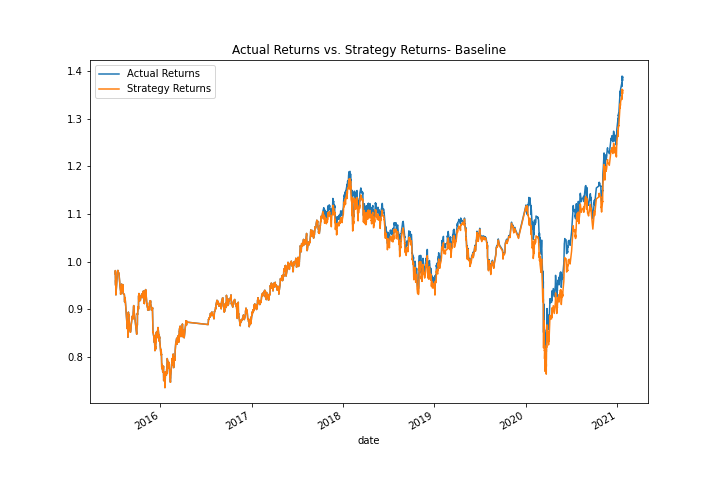 Actual Returns vs. Strategy Returns- Baseline
Actual Returns
Strategy Returns
1.4
1.3
1.2
1.1
1.0
0.9
0.8
2016 2017 2018 2019 2020 2021
date